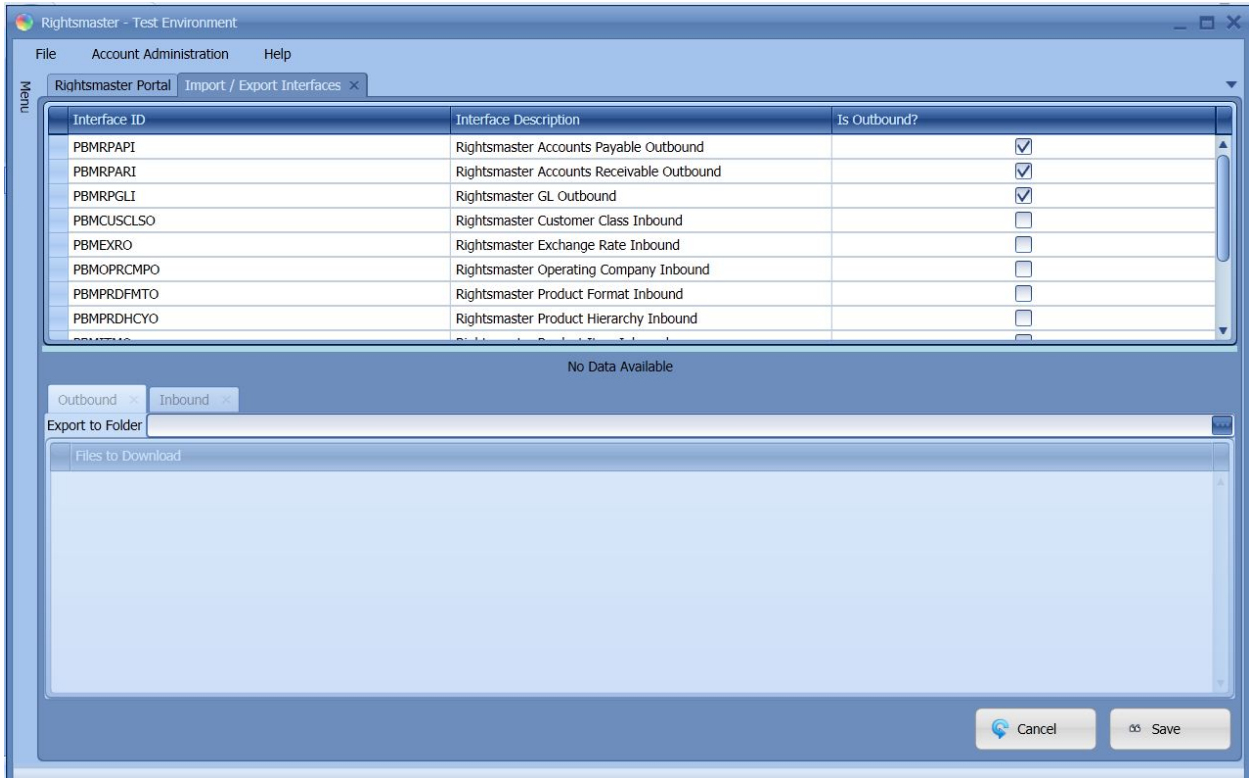 Rightsmaster - Test Environment
File Account Administration Help
Menu
Rightsmaster Portal Import / Export Interfaces
Interface ID Interface Description Is Outbound?
PBMRPAPI Rightsmaster Accounts Payable Outbound
PBMRPARI Rightsmaster Accounts Receivable Outbound
PBMRPGLI Rightsmaster GL Outbound
PBMCUSCLSO Rightsmaster Customer Class Inbound
PBMEXRO Rightsmaster Exchange Rate Inbound
PBMOPRCMPO Rightsmaster Operating Company Inbound
PBMPRDFMTO Rightsmaster Product Format Inbound
PBMPRDHCYO Rightsmaster Product Hierarchy Inbound
No Data Available
Outbound Inbound
Export to Folder
Files to Download
Cancel Save